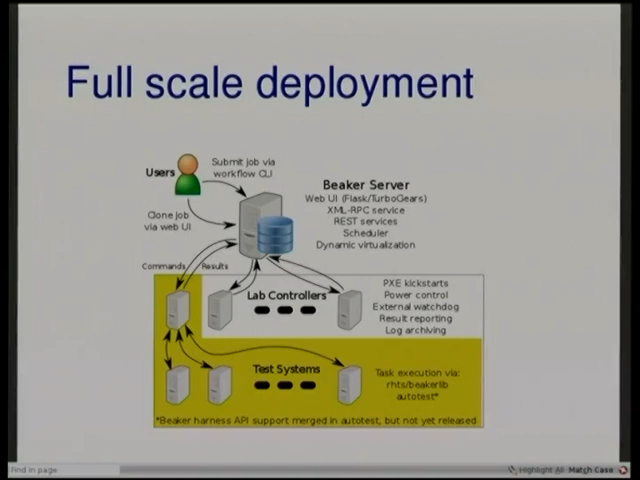 Full scale deployment
Users
Submit job via
workflow CLI
Clone job
via web UI
Beaker Server
Web UI (Flask/TurboGears)
XML-RPC service
REST services
Scheduler
Dynamic virtualization
Commands
Results
Lab Controllers
PXE kickstarts
Power control
External watchdog
Result reporting
Log archiving
Test Systems
Task execution via:
rhts/beakerlib
autotest*
*Beaker harness API support merged in autotest, but not yet released
Find in page
Highlight All Match Case